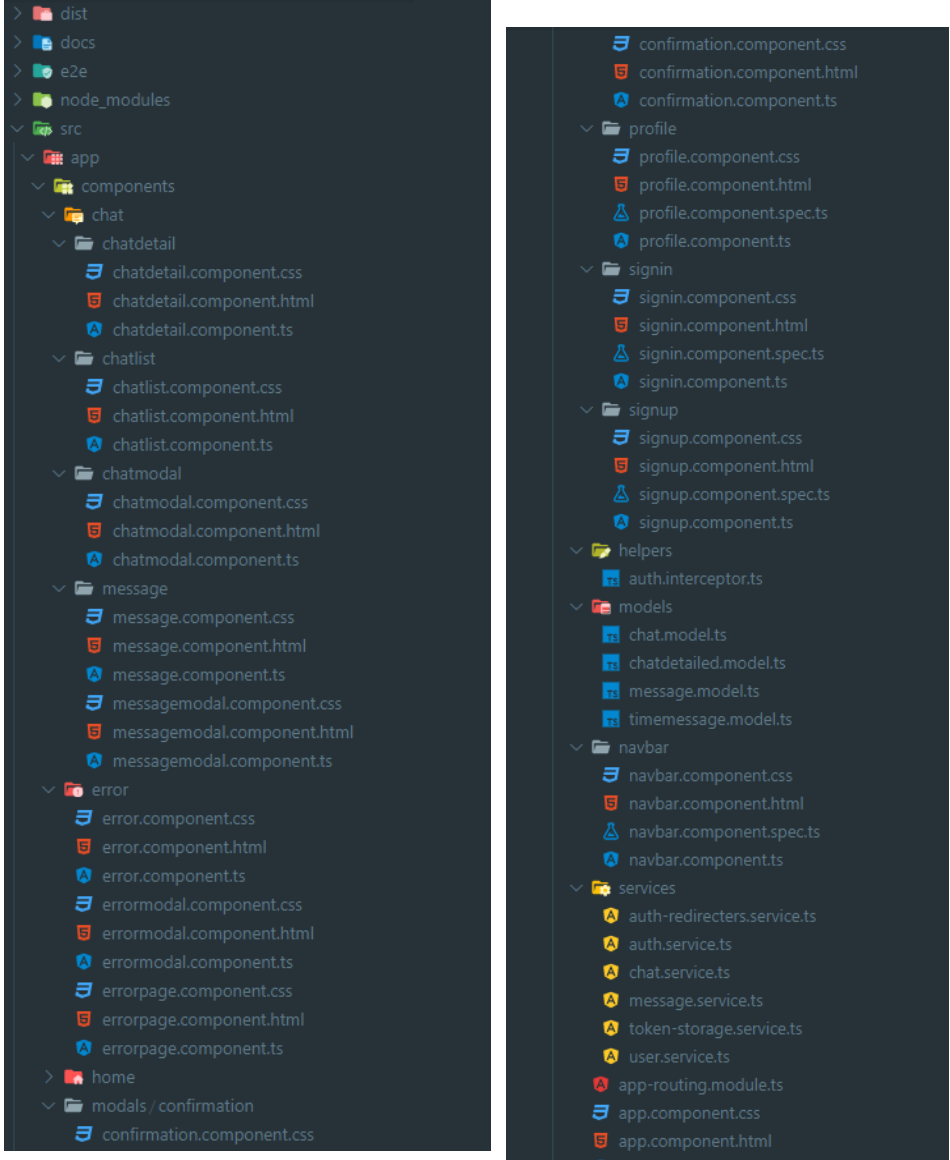 dist
docs
e2e
node_modules
src
app
components
chat
chatdetail
chatdetail.component.css
chatdetail.component.html
chatdetail.component.ts
chatlist
chatlist.component.css
chatlist.component.html
chatlist.component.ts
chatmodal
chatmodal.component.css
chatmodal.component.html
chatmodal.component.ts
message
message.component.css
message.component.html
message.component.ts
messagemodal.component.css
messagemodal.component.html
messagemodal.component.ts
error
error.component.css
error.component.html
error.component.ts
errormodal.component.css
errormodal.component.html
errormodal.component.ts
errorpage.component.css
errorpage.component.html
errorpage.component.ts
home
modals / confirmation
confirmation.component.css
confirmation.component.css
confirmation.component.html
confirmation.component.ts
profile
profile.component.css
profile.component.html
profile.component.spec.ts
profile.component.ts
signin
signin.component.css
signin.component.html
signin.component.spec.ts
signin.component.ts
signup
signup.component.css
signup.component.html
signup.component.spec.ts
signup.component.ts
helpers
auth.interceptor.ts
models
chat.model.ts
chatdetailed.model.ts
message.model.ts
timemessage.model.ts
navbar
navbar.component.css
navbar.component.html
navbar.component.spec.ts
navbar.component.ts
services
auth-redirecters.service.ts
auth.service.ts
chat.service.ts
message.service.ts
token-storage.service.ts
user.service.ts
app-routing.module.ts
app.component.css
app.component.html